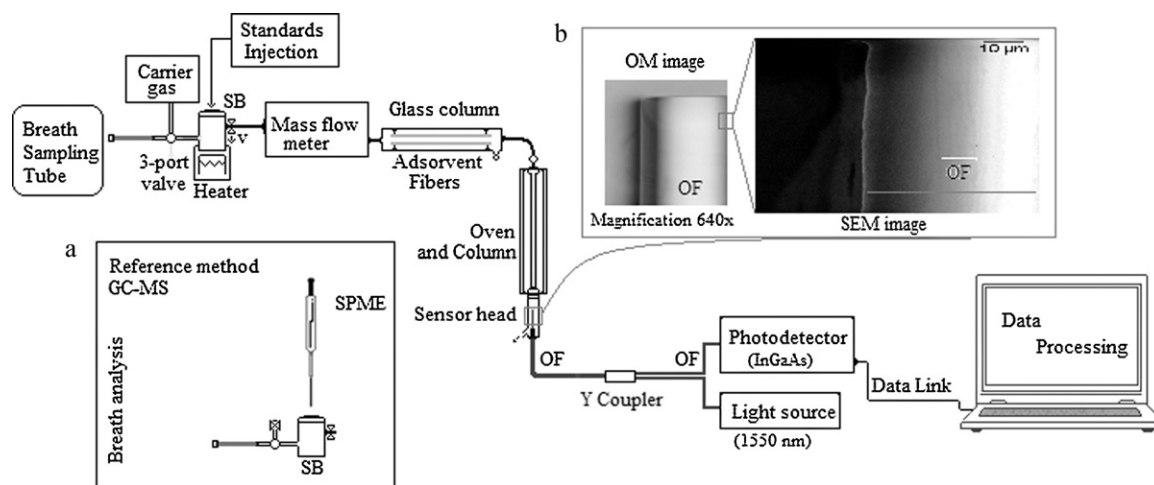 Standards
Injection
Carrier
gas
SB
Breath
Sampling
Tube
3-port
valve
V
Heater
Mass flow
meter
Glass column
Adsorvent
Fibers
Oven
and Column
Sensor head
OF
Y Coupler
OF
Photodetector
(InGaAs)
Light source
(1550 nm)
Data Link
Data
Processing
a
Reference method
GC-MS
SPME
Breath analysis
SB
b
OM image
OF
Magnification 640x
10 μm
OF
SEM image